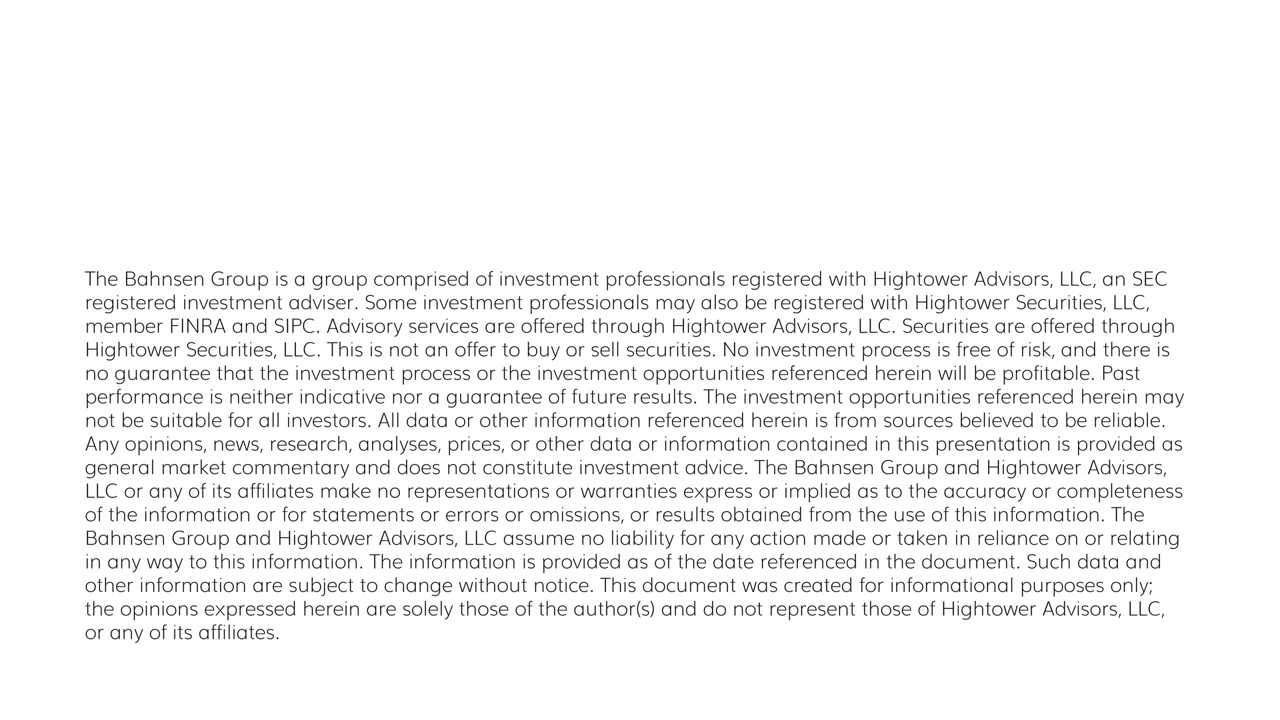 The Bahnsen Group is a group comprised of investment professionals registered with Hightower Advisors, LLC, an SEC
registered investment adviser. Some investment professionals may also be registered with Hightower Securities, LLC,
member FINRA and SIPC. Advisory services are offered through Hightower Advisors, LLC. Securities are offered through
Hightower Securities, LLC. This is not an offer to buy or sell securities. No investment process is free of risk, and there is
no guarantee that the investment process or the investment opportunities referenced herein will be profitable. Past
performance is neither indicative nor a guarantee of future results. The investment opportunities referenced herein may
not be suitable for all investors. All data or other information referenced herein is from sources believed to be reliable.
Any opinions, news, research, analyses, prices, or other data or information contained in this presentation is provided as
general market commentary and does not constitute investment advice. The Bahnsen Group and Hightower Advisors,
LLC or any of its affiliates make no representations or warranties express or implied as to the accuracy or completeness
of the information or for statements or errors or omissions, or results obtained from the use of this information. The
Bahnsen Group and Hightower Advisors, LLC assume no liability for any action made or taken in reliance on or relating
in any way to this information. The information is provided as of the date referenced in the document. Such data and
other information are subject to change without notice. This document was created for informational purposes only;
the opinions expressed herein are solely those of the author(s) and do not represent those of Hightower Advisors, LLC,
or any of its affiliates.